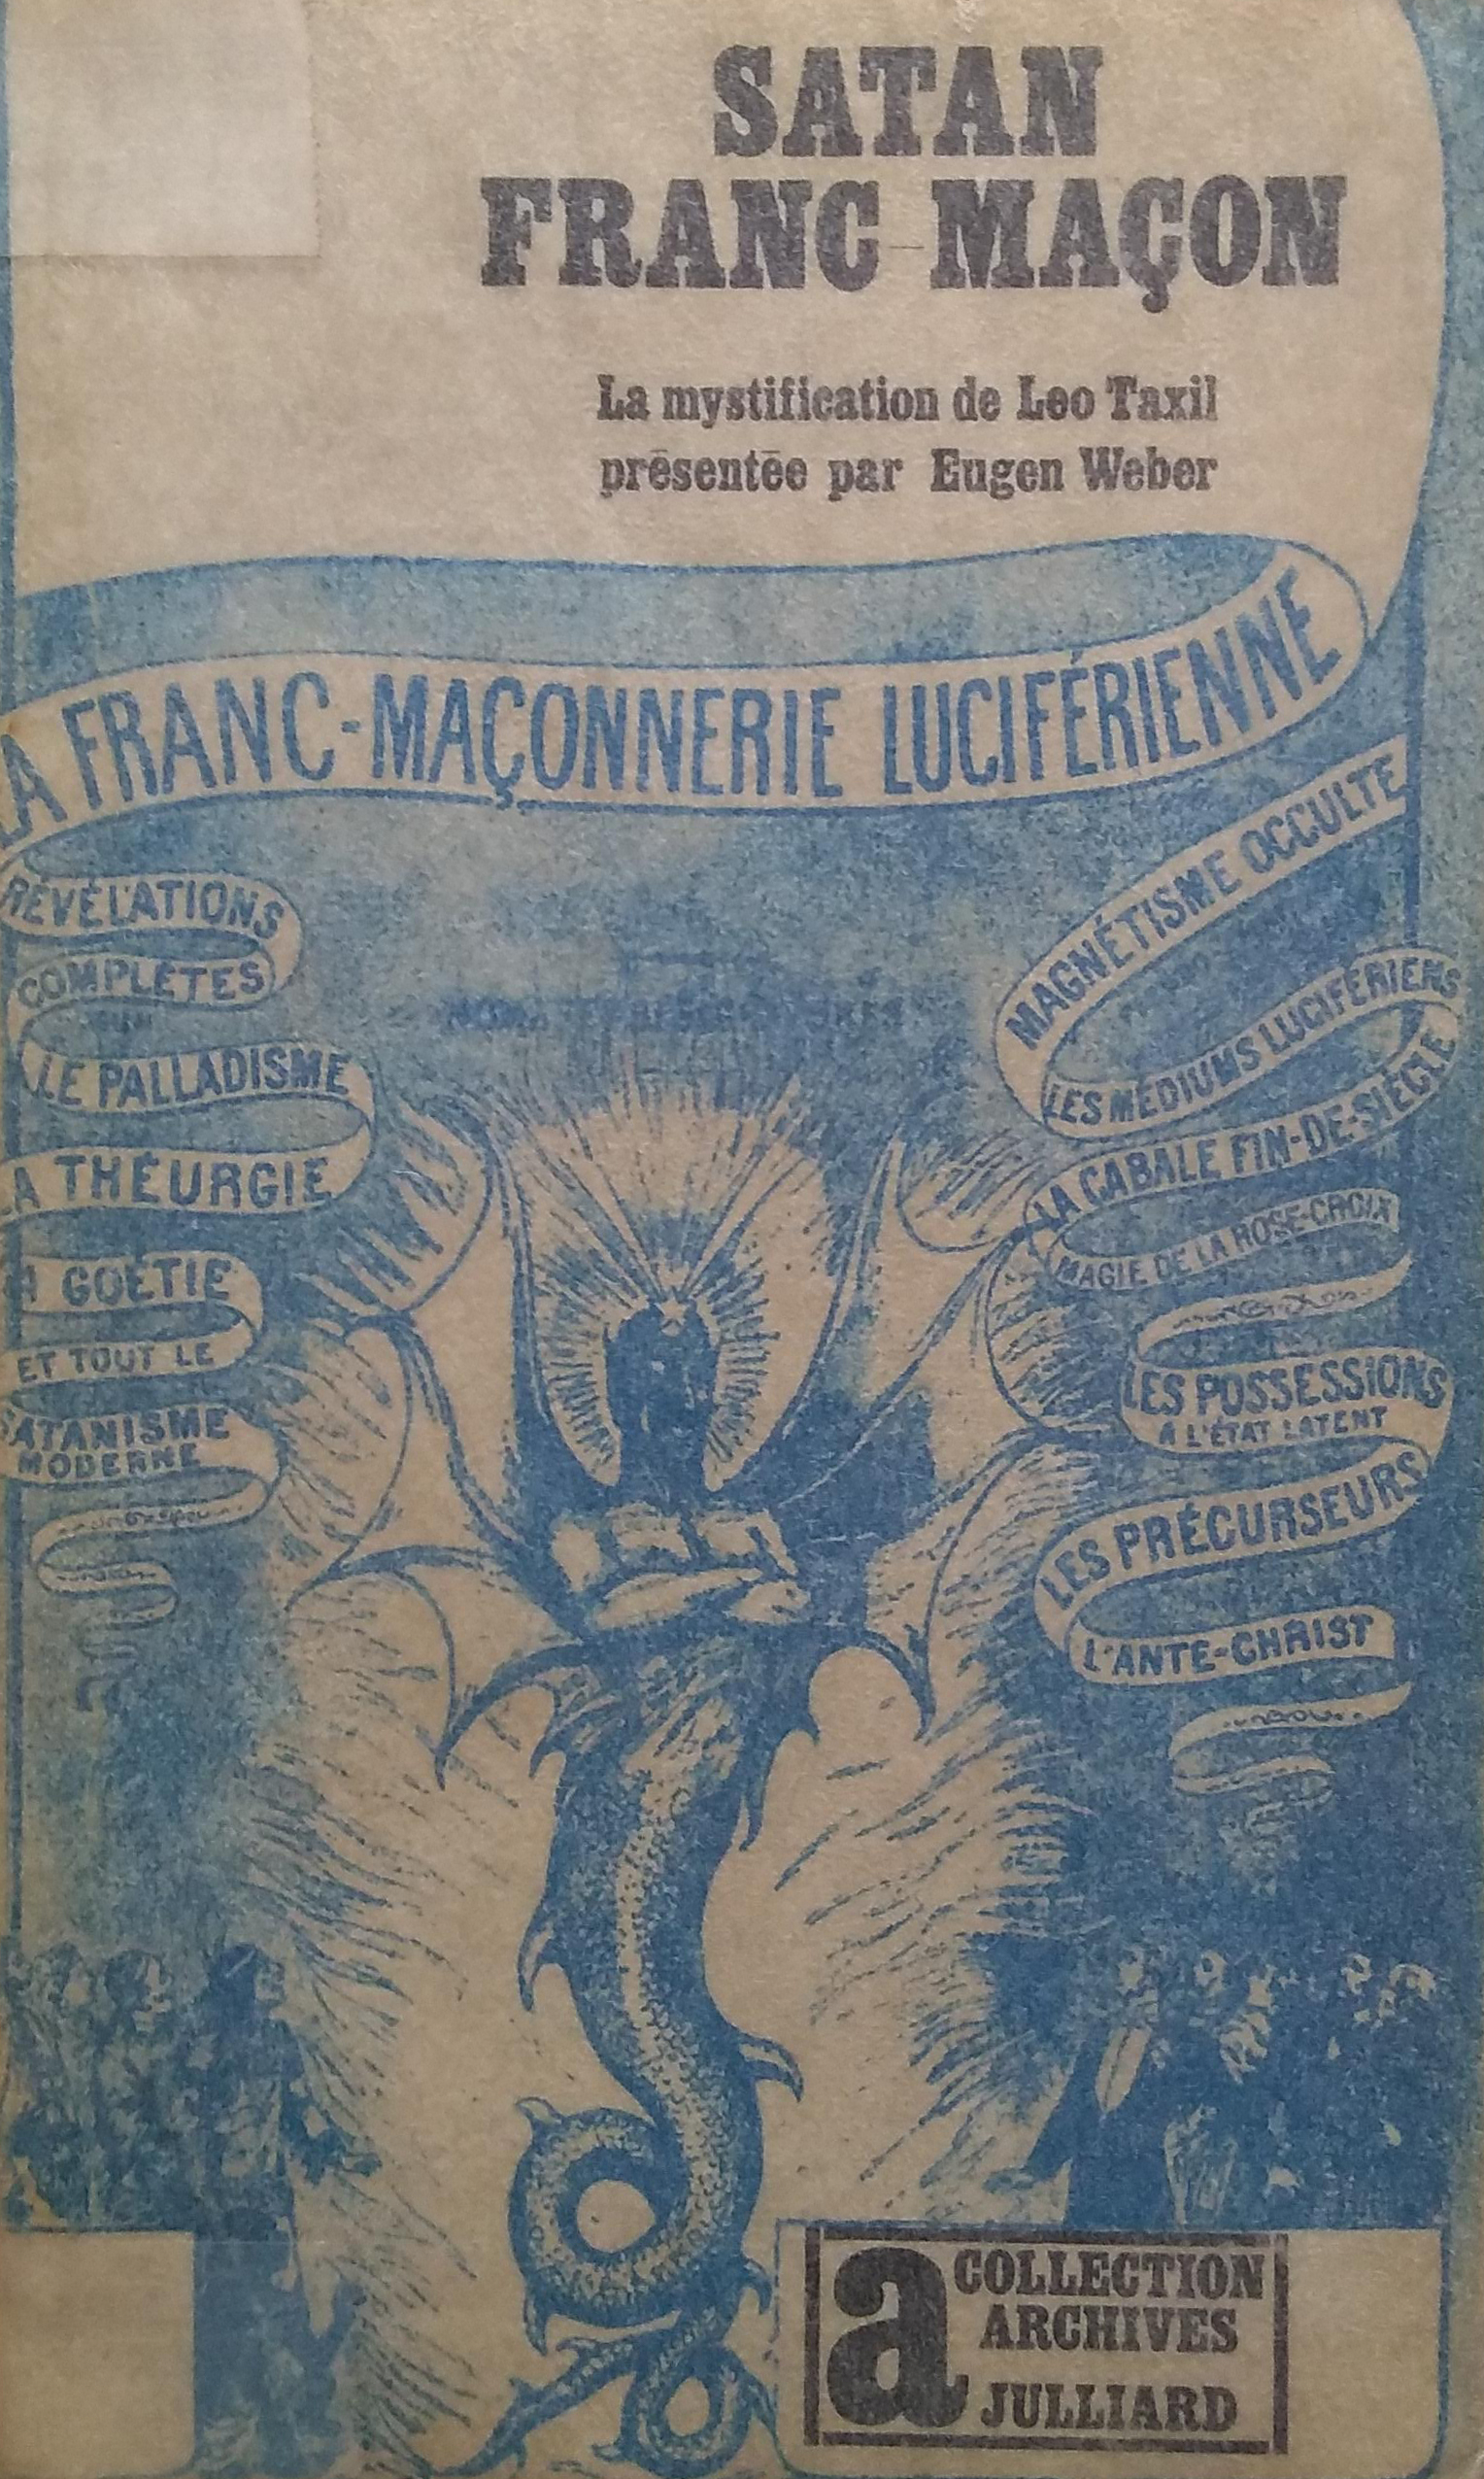 SATAN
FRANC-MAÇON
La mystification de Leo Taxil
présentée par Eugen Weber
LA FRANC-MAÇONNERIE LUCIFÉRIENNE
RÉVÉLATIONS
COMPLÈTES
SUR
LE PALLADISME
LA THÉURGIE
LA GOÉTIE
ET TOUT LE
SATANISME
MODERNE
MAGNÉTISME OCCULTE
LES MÉDIUMS LUCIFÉRIENS
LA CABALE FIN-DE-SIÈCLE
MAGIE DE LA ROSE-CROIX
LES POSSESSIONS
A L'ÉTAT LATENT
LES PRÉCURSEURS
L'ANTE-CHRIST
a
COLLECTION
ARCHIVES
JULLIARD